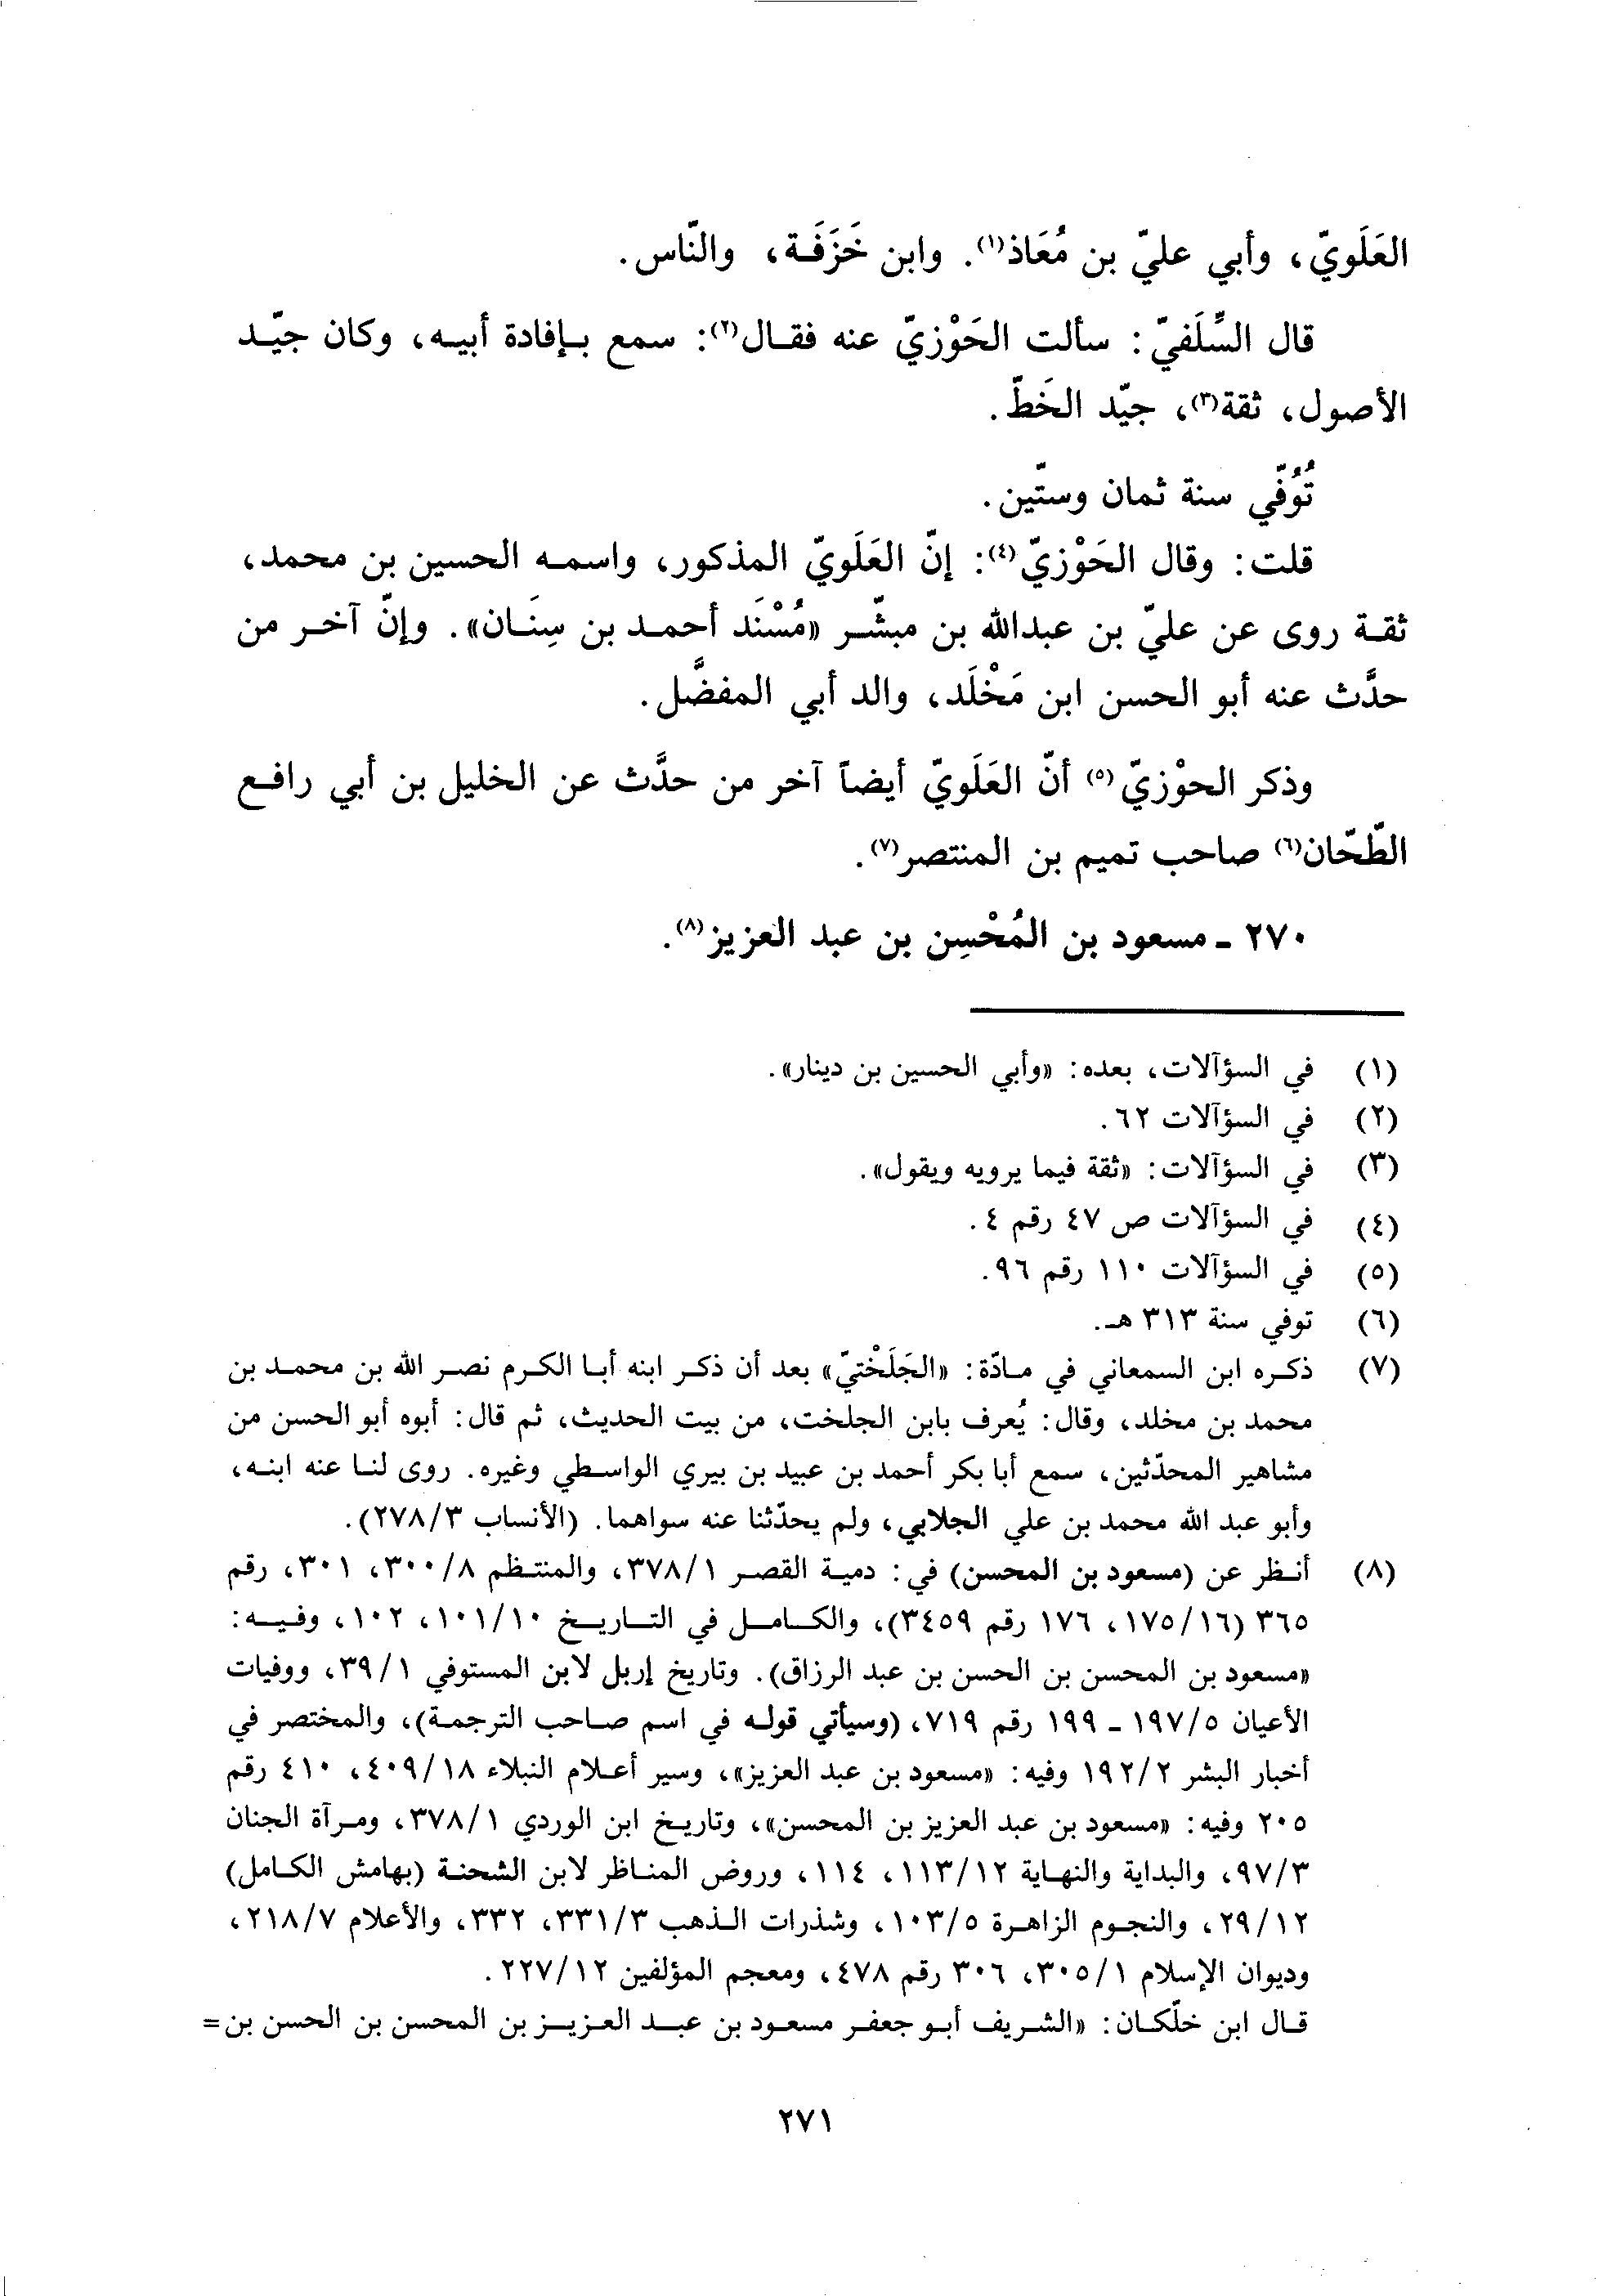 العَلَويّ، وأبي عليّ بن مُعَاذ(١). وابن خَزَفَة، والنّاس.
قال السِّلَفيّ: سألت الحَوْزيّ عنه فقال(٢): سمع بإفادة أبيه، وكان جيّد
الأصول، ثقة(٣)، جيّد الخَطّ.
تُوُفّي سنة ثمان وستّين.
قلت: وقال الحَوْزيّ(٤): إنّ العَلَويّ المذكور، واسمه الحسين بن محمد،
ثقة روى عن عليّ بن عبدالله بن مبشّر «مُسْنَد أحمد بن سِنَان». وإنّ آخر من
حدَّث عنه أبو الحسن ابن مَخْلَد، والد أبي المفضَّل.
وذكر الحوْزيّ(٥) أنّ العَلَويّ أيضاً آخر من حدَّث عن الخليل بن أبي رافع
الطّحّان(٦) صاحب تميم بن المنتصر(٧).
٢٧٠ - مسعود بن المُحْسِن بن عبد العزيز(٨).
(١) في السؤآلات، بعده: «وأبي الحسين بن دينار».
(٢) في السؤآلات ٦٢.
(٣) في السؤآلات: «ثقة فيما يرويه ويقول».
(٤) في السؤآلات ص ٤٧ رقم ٤.
(٥) في السؤآلات ١١٠ رقم ٩٦.
(٦) توفي سنة ٣١٣ هـ.
(٧) ذكره ابن السمعاني في مادّة: «الجَلَخْتيّ» بعد أن ذكر ابنه أبا الكرم نصر الله بن محمد بن
محمد بن مخلد، وقال: يُعرف بابن الجلخت، من بيت الحديث، ثم قال: أبوه أبو الحسن من
مشاهير المحدّثين، سمع أبا بكر أحمد بن عبيد بن بيري الواسطي وغيره. روى لنا عنه ابنه،
وأبو عبد الله محمد بن علي الجلابي، ولم يحدّثنا عنه سواهما. (الأنساب ٢٧٨/٣).
(٨) أنظر عن (مسعود بن المحسن) في: دمية القصر ٣٧٨/١، والمنتظم ٣٠٠/٨، ٣٠١، رقم
٣٦٥ (١٧٥/١٦، ١٧٦ رقم ٣٤٥٩)، والكامل في التاريخ ١٠١/١٠، ١٠٢، وفيه:
«مسعود بن المحسن بن الحسن بن عبد الرزاق). وتاريخ إربل لابن المستوفي ٣٩/١، ووفيات
الأعيان ١٩٧/٥ - ١٩٩ رقم ٧١٩، (وسيأتي قوله في اسم صاحب الترجمة)، والمختصر في
أخبار البشر ١٩٢/٢ وفيه: «مسعود بن عبد العزيز»، وسير أعلام النبلاء ٤٠٩/١٨، ٤١٠ رقم
٢٠٥ وفيه: «مسعود بن عبد العزيز بن المحسن»، وتاريخ ابن الوردي ٣٧٨/١، ومرآة الجنان
٩٧/٣، والبداية والنهاية ١١٣/١٢، ١١٤، وروض المناظر لابن الشحنة (بهامش الكامل)
٢٩/١٢، والنجوم الزاهرة ١٠٣/٥، وشذرات الذهب ٣٣١/٣، ٣٣٢، والأعلام ٢١٨/٧،
وديوان الإسلام ٣٠٥/١، ٣٠٦ رقم ٤٧٨، ومعجم المؤلفين ٢٢٧/١٢.
قال ابن خلّكان: «الشريف أبو جعفر مسعود بن عبد العزيز بن المحسن بن الحسن بن =
٢٧١